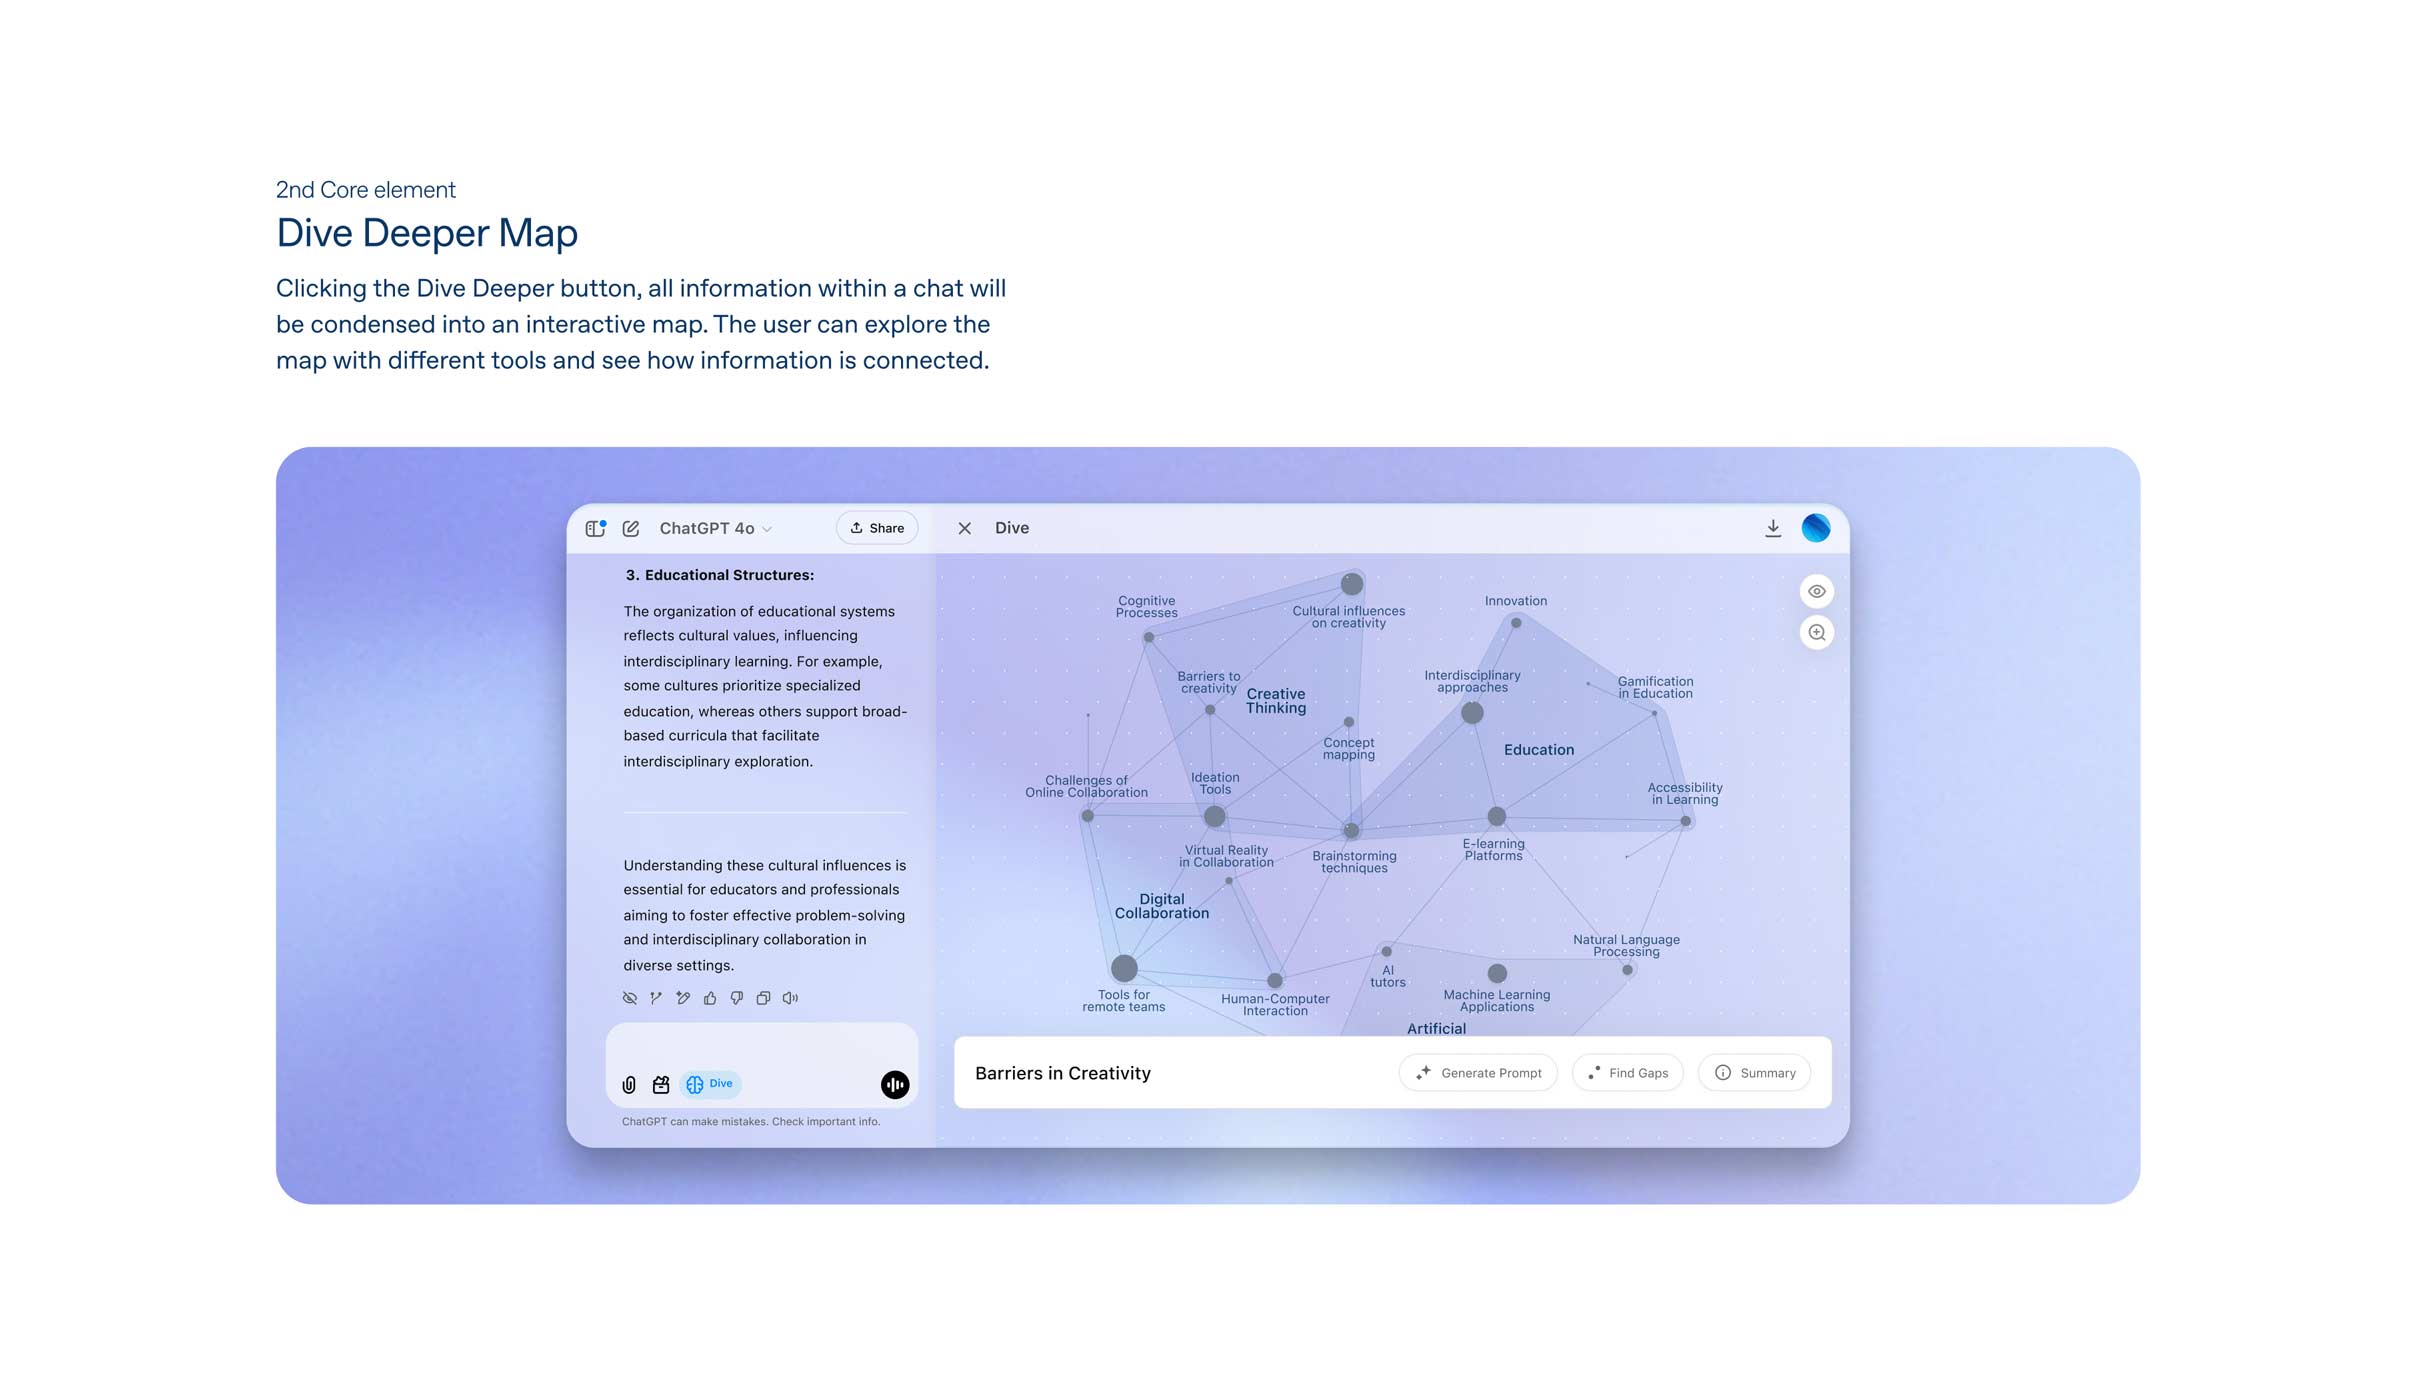 2nd Core element
Dive Deeper Map
Clicking the Dive Deeper button, all information within a chat will
be condensed into an interactive map. The user can explore the
map with different tools and see how information is connected.
ChatGPT 4o
Share
Dive
3. Educational Structures:
The organization of educational systems
reflects cultural values, influencing
interdisciplinary learning. For example,
some cultures prioritize specialized
education, whereas others support broad-
based curricula that facilitate
interdisciplinary exploration.
Understanding these cultural influences is
essential for educators and professionals
aiming to foster effective problem-solving
and interdisciplinary collaboration in
diverse settings.
Dive
ChatGPT can make mistakes. Check important info.
Cognitive
Processes
Cultural influences
on creativity
Innovation
Barriers to
creativity
Creative
Thinking
Interdisciplinary
approaches
Gamification
in Education
Concept
mapping
Education
Challenges of
Online Collaboration
Ideation
Tools
Accessibility
in Learning
Virtual Reality
in Collaboration
Brainstorming
techniques
E-learning
Platforms
Digital
Collaboration
Natural Language
Processing
AI
tutors
Tools for
remote teams
Human-Computer
Interaction
Machine Learning
Applications
Artificial
Barriers in Creativity
Generate Prompt
Find Gaps
Summary